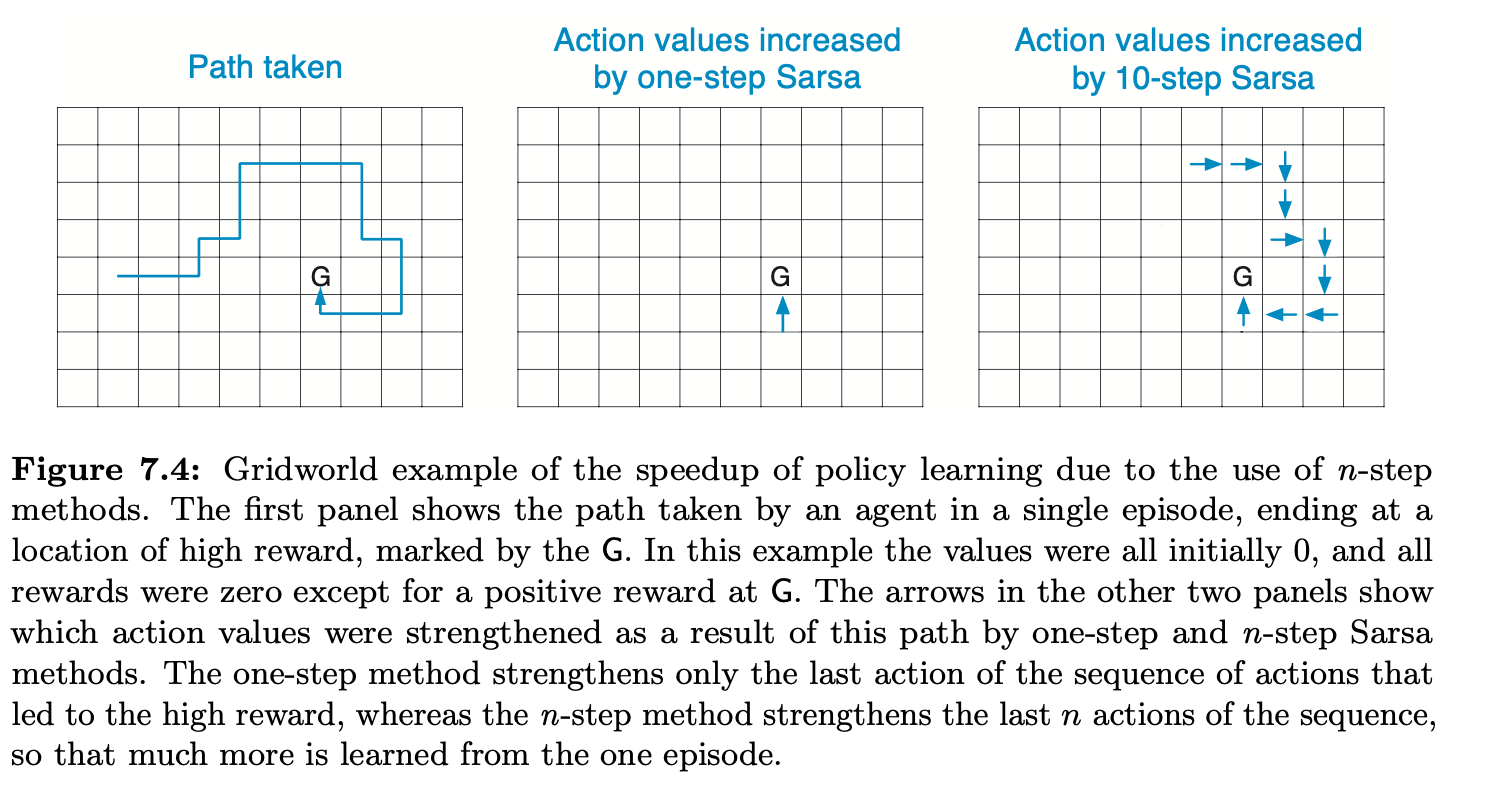 Path taken
Action values increased
by one-step Sarsa
Action values increased
by 10-step Sarsa
G
G
G
Figure 7.4: Gridworld example of the speedup of policy learning due to the use of n-step
methods. The first panel shows the path taken by an agent in a single episode, ending at a
location of high reward, marked by the G. In this example the values were all initially 0, and all
rewards were zero except for a positive reward at G. The arrows in the other two panels show
which action values were strengthened as a result of this path by one-step and n-step Sarsa
methods. The one-step method strengthens only the last action of the sequence of actions that
led to the high reward, whereas the n-step method strengthens the last n actions of the sequence,
so that much more is learned from the one episode.